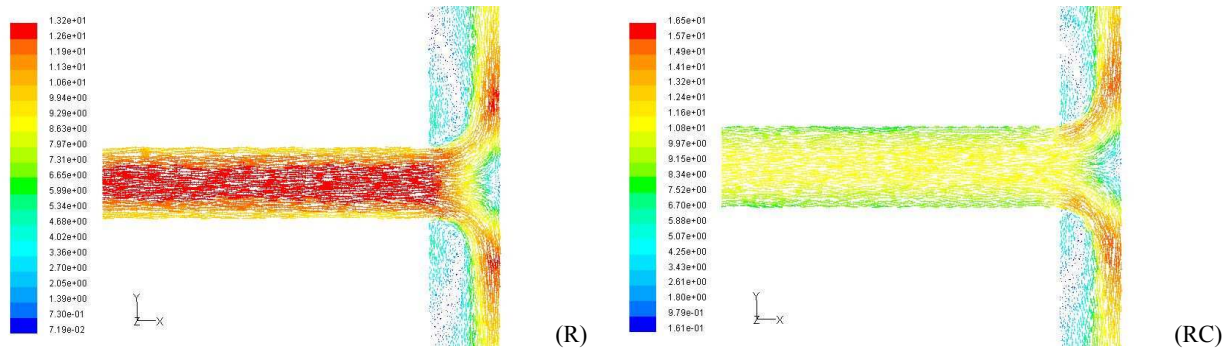 1.32e+01
1.26e+01
1.19e+01
1.13e+01
1.06e+01
9.94e+00
9.29e+00
8.63e+00
7.97e+00
7.31e+00
6.65e+00
5.99e+00
5.34e+00
4.68e+00
4.02e+00
3.36e+00
2.70e+00
2.05e+00
1.39e+00
7.30e-01
7.19e-02
Y
Z X
(R)
1.65e+01
1.57e+01
1.49e+01
1.41e+01
1.32e+01
1.24e+01
1.16e+01
1.08e+01
9.97e+00
9.15e+00
8.34e+00
7.52e+00
6.70e+00
5.88e+00
5.07e+00
4.25e+00
3.43e+00
2.61e+00
1.80e+00
9.79e-01
1.61e-01
Y
Z X
(RC)